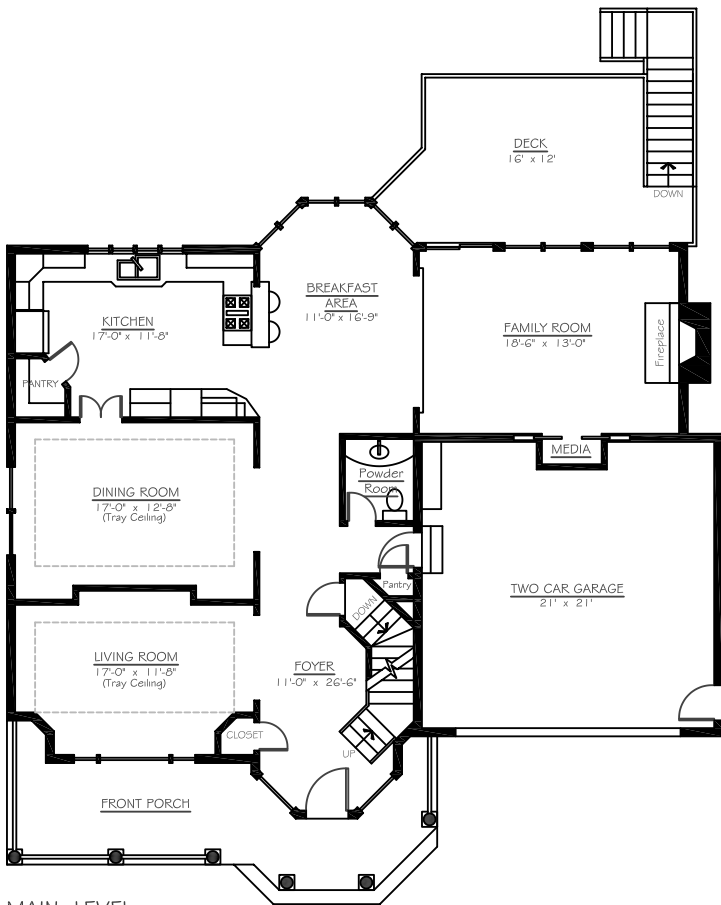 DECK
16' x 12'
DOWN
BREAKFAST
AREA
11'-0" x 16'-9"
KITCHEN
17'-0" x 11'-8"
FAMILY ROOM
18'-6" x 13'-0"
Fireplace
PANTRY
MEDIA
Powder
Room
DINING ROOM
17'-0" x 12'-8"
(Tray Ceiling)
Pantry
TWO CAR GARAGE
21' x 21'
DOWN
LIVING ROOM
17'-0" x 11'-8"
(Tray Ceiling)
FOYER
11'-0" x 26'-6"
CLOSET
UP
FRONT PORCH
MAIN LEVEL